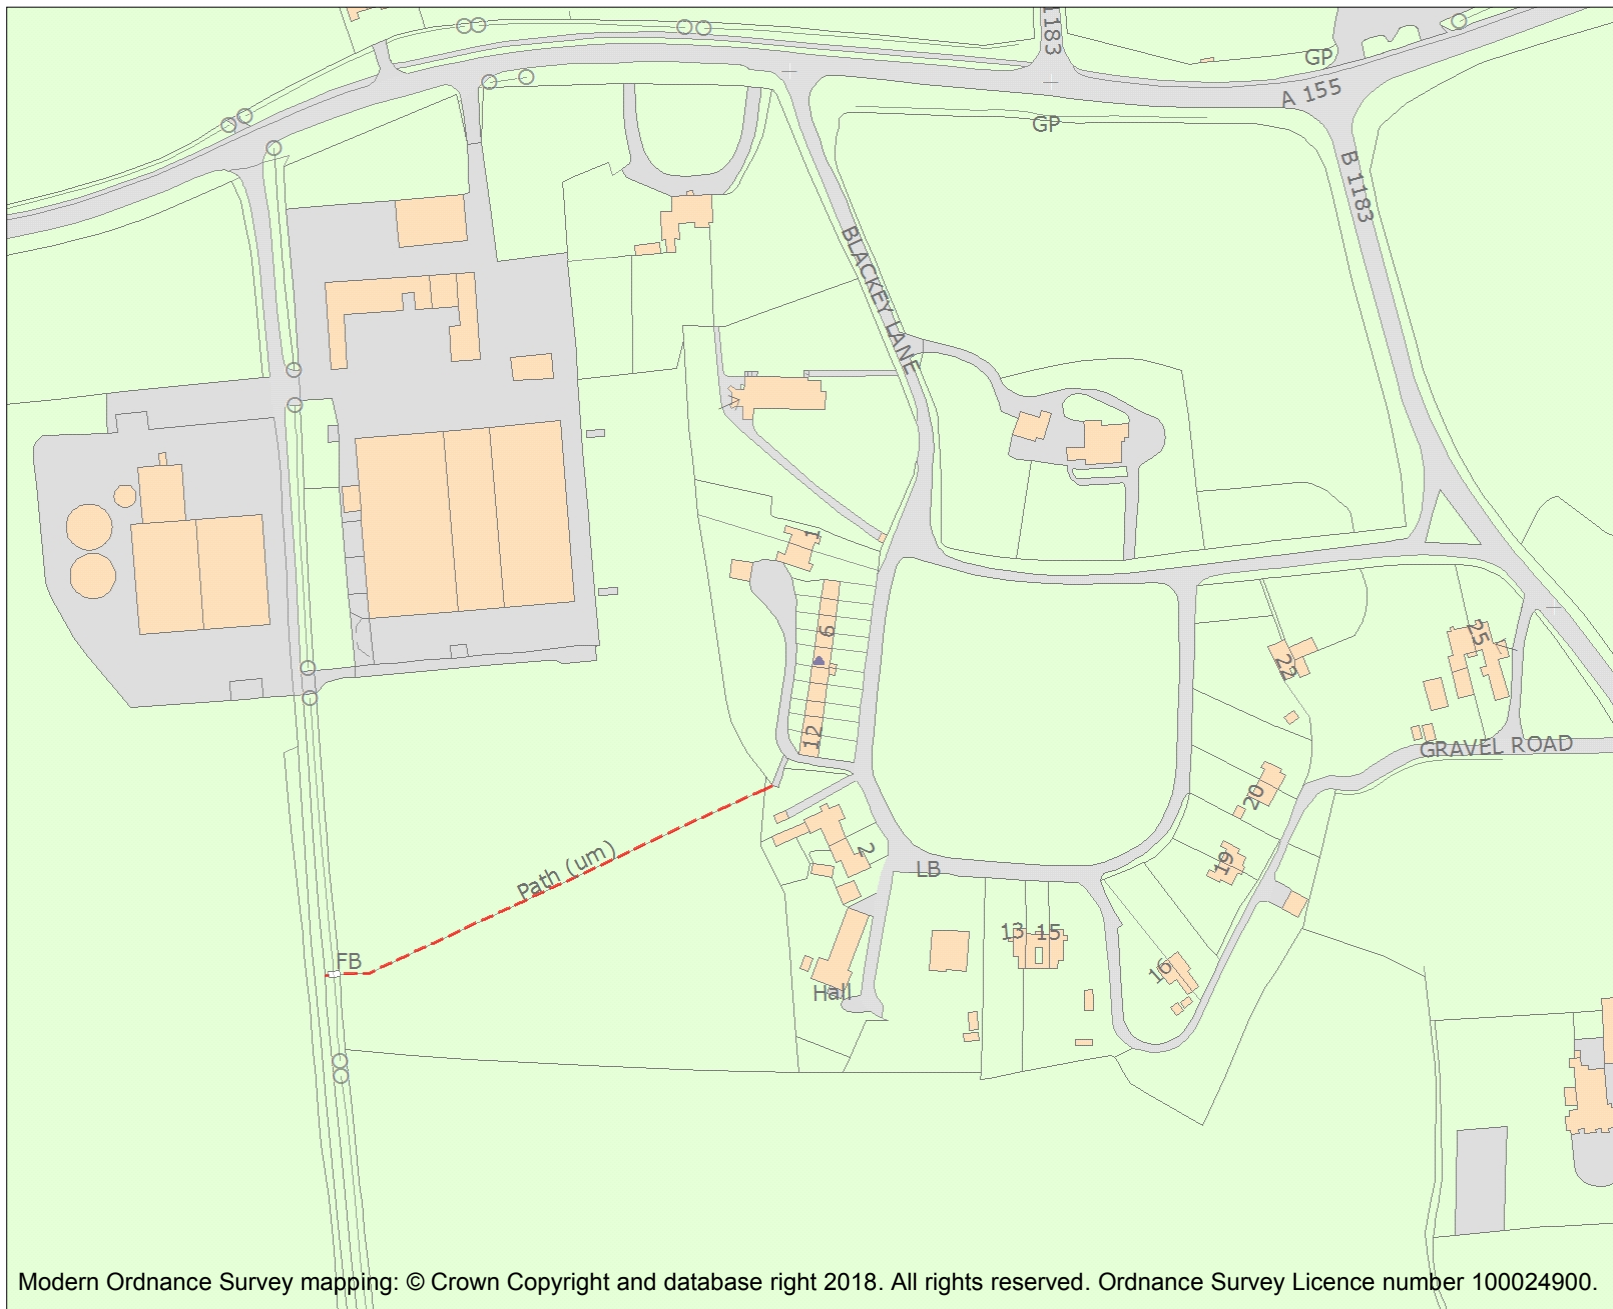 1183
GP
A 155
GP
B 1183
BLACKEY LANE
1
6
25
22
12
GRAVEL ROAD
20
2
19
Path (um)
LB
13
15
FB
16
Hall
Modern Ordnance Survey mapping: © Crown Copyright and database right 2018. All rights reserved. Ordnance Survey Licence number 100024900.